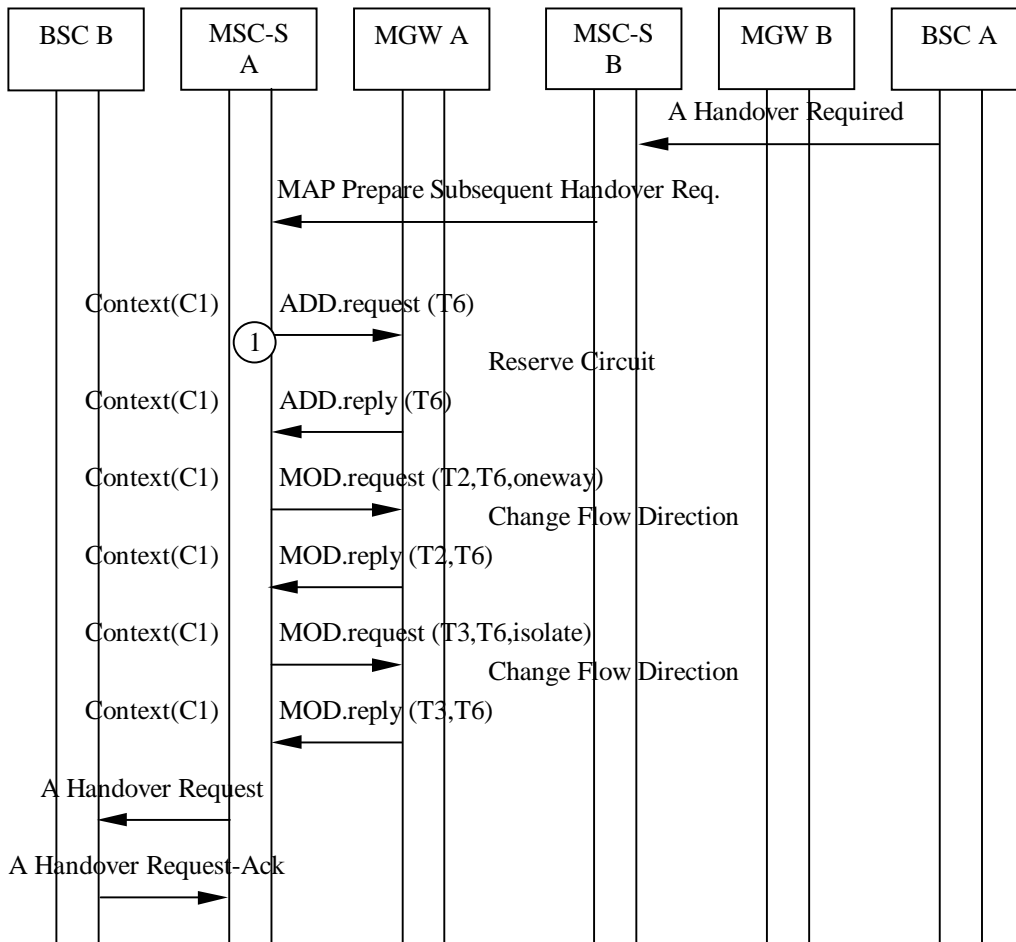 BSC B
MSC-S
A
MGW A
MSC-S
B
MGW B
BSC A
A Handover Required
MAP Prepare Subsequent Handover Req.
Context(C1)
ADD.request (T6)
1
Reserve Circuit
Context(C1)
ADD.reply (T6)
Context(C1)
MOD.request (T2,T6,oneway)
Change Flow Direction
Context(C1)
MOD.reply (T2,T6)
Context(C1)
MOD.request (T3,T6,isolate)
Change Flow Direction
Context(C1)
MOD.reply (T3,T6)
A Handover Request
A Handover Request-Ack